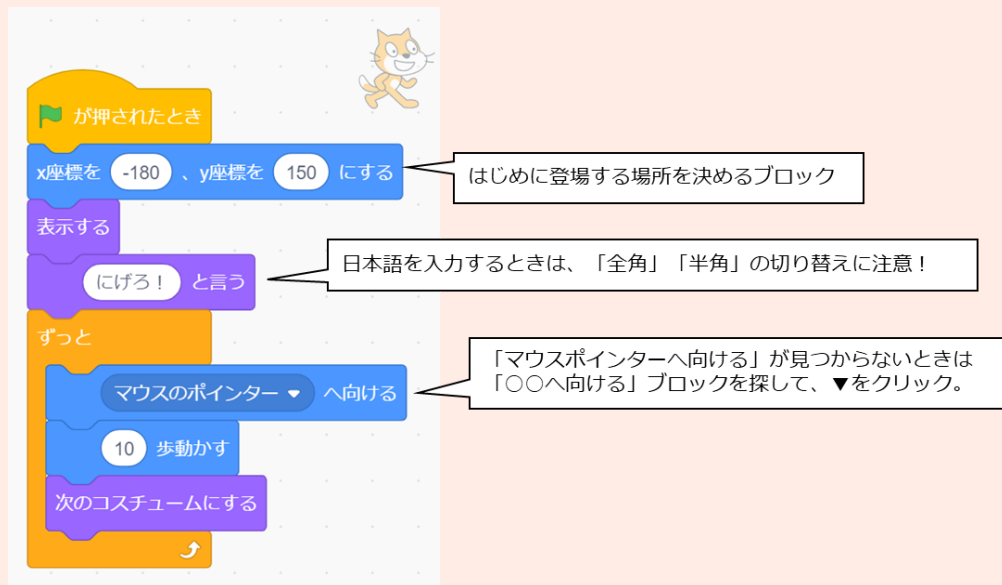 が押されたとき
x座標を -180 、y座標を 150 にする
はじめに登場する場所を決めるブロック
表示する
日本語を入力するときは、「全角」「半角」の切り替えに注意！
にげろ！ と言う
ずっと
「マウスポインターへ向ける」が見つからないときは
「○○へ向ける」ブロックを探して、▼をクリック。
マウスのポインター ▼ へ向ける
10 歩動かす
次のコスチュームにする